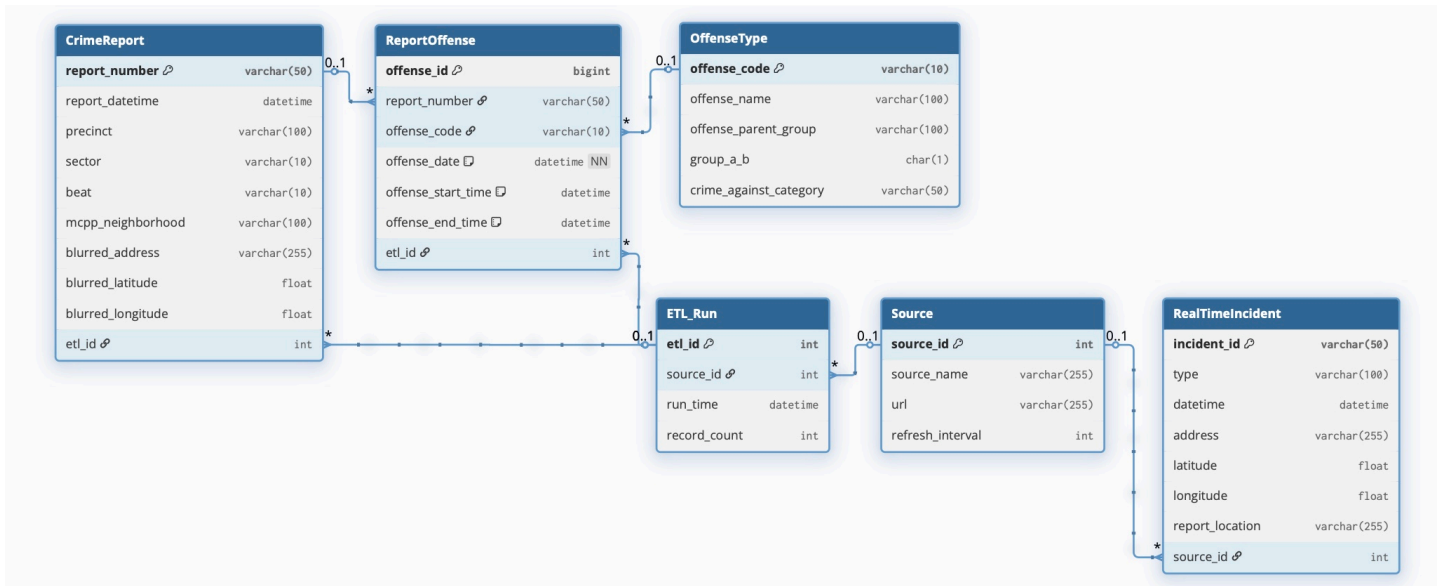 CrimeReport
report_number varchar(50)
report_datetime datetime
precinct varchar(100)
sector varchar(10)
beat varchar(10)
mcpp_neighborhood varchar(100)
blurred_address varchar(255)
blurred_latitude float
blurred_longitude float
etl_id int
0..1
*
ReportOffense
offense_id bigint
report_number varchar(50)
offense_code varchar(10)
offense_date datetime NN
offense_start_time datetime
offense_end_time datetime
etl_id int
0..1
*
OffenseType
offense_code varchar(10)
offense_name varchar(100)
offense_parent_group varchar(100)
group_a_b char(1)
crime_against_category varchar(50)
*
*
0..1
ETL_Run
etl_id int
source_id int
run_time datetime
record_count int
0..1
*
Source
source_id int
source_name varchar(255)
url varchar(255)
refresh_interval int
0..1
*
RealTimeIncident
incident_id varchar(50)
type varchar(100)
datetime datetime
address varchar(255)
latitude float
longitude float
report_location varchar(255)
source_id int